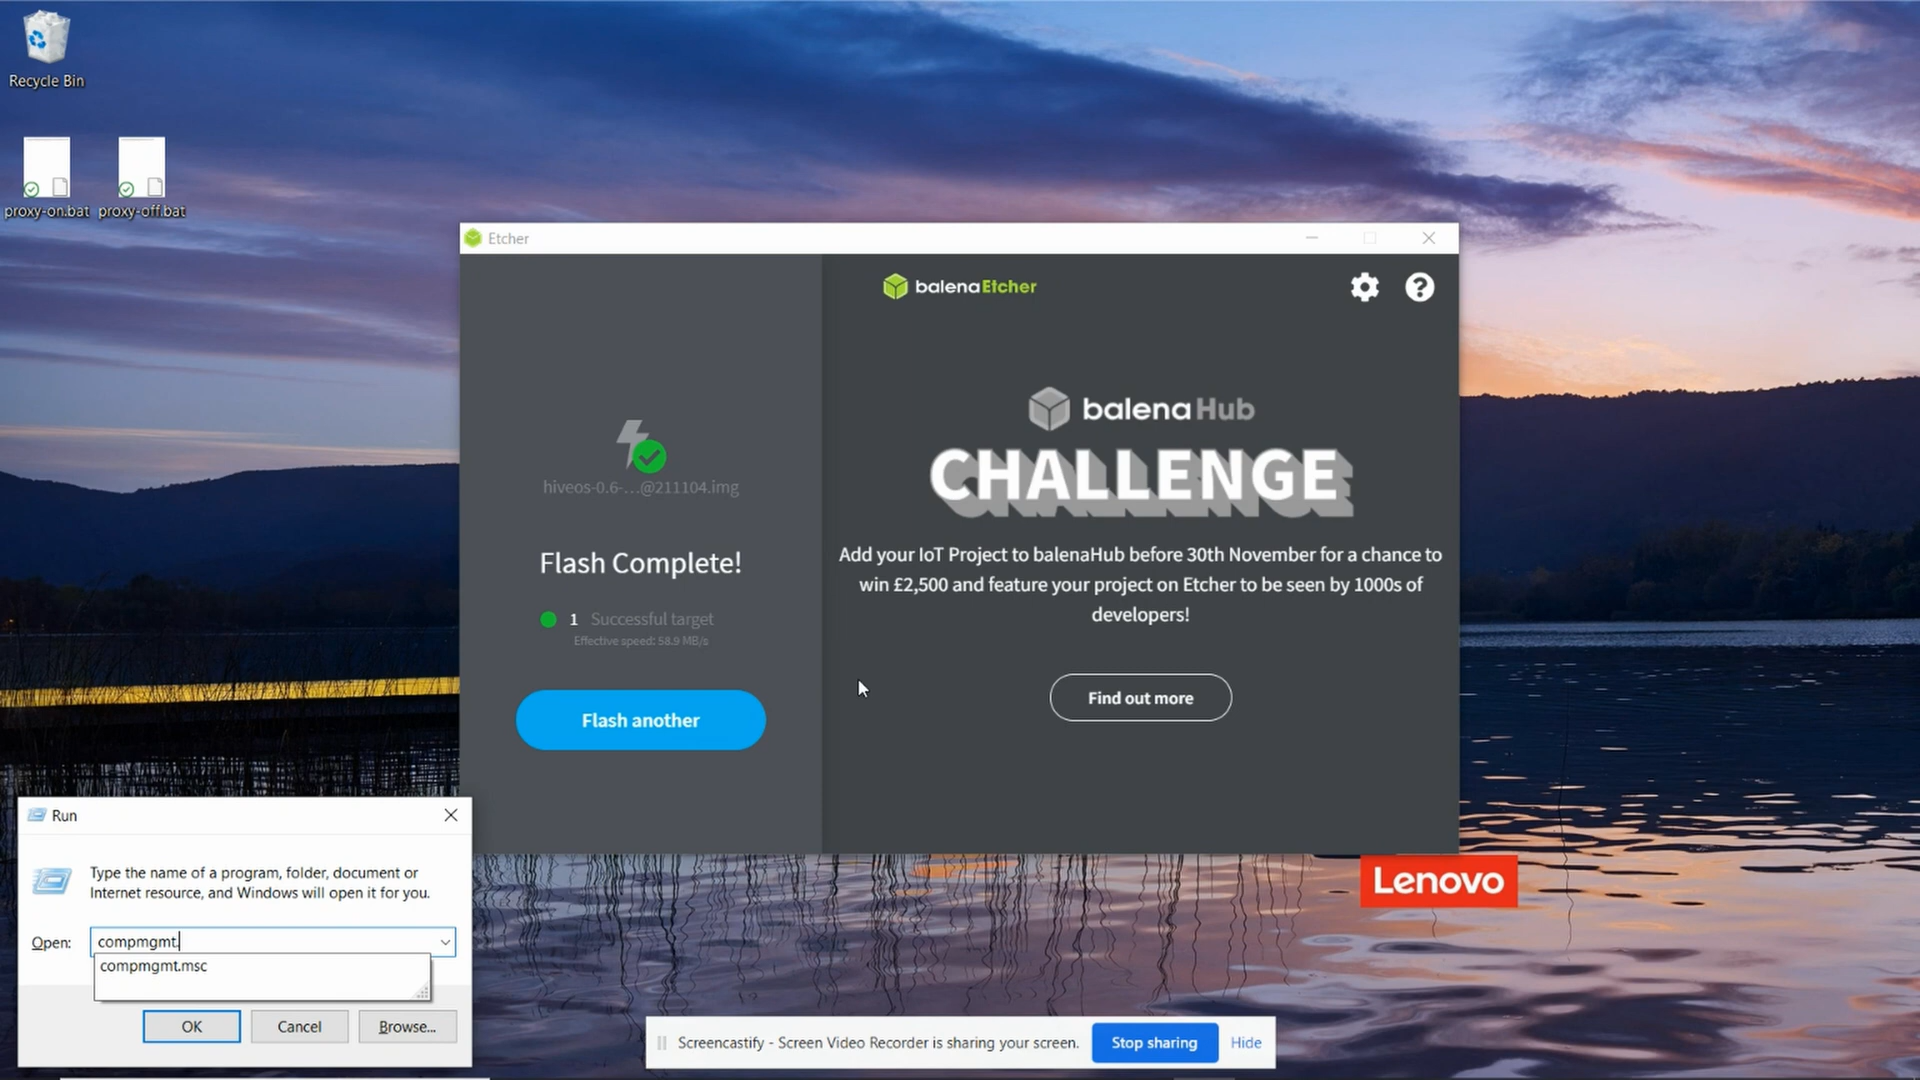 Recycle Bin
proxy-on.bat
proxy-off.bat
Etcher
balenaEtcher
?
hiveos-0.6-...@211104.img
Flash Complete!
1 Successful target
Effective speed: 58.9 MB/s
Flash another
balenaHub
CHALLENGE
Add your IoT Project to balenaHub before 30th November for a chance to
win £2,500 and feature your project on Etcher to be seen by 1000s of
developers!
Find out more
Lenovo
Run
Type the name of a program, folder, document or
Internet resource, and Windows will open it for you.
Open:
compmgmt.
compmgmt.msc
OK
Cancel
Browse...
Screencastify - Screen Video Recorder is sharing your screen.
Stop sharing
Hide